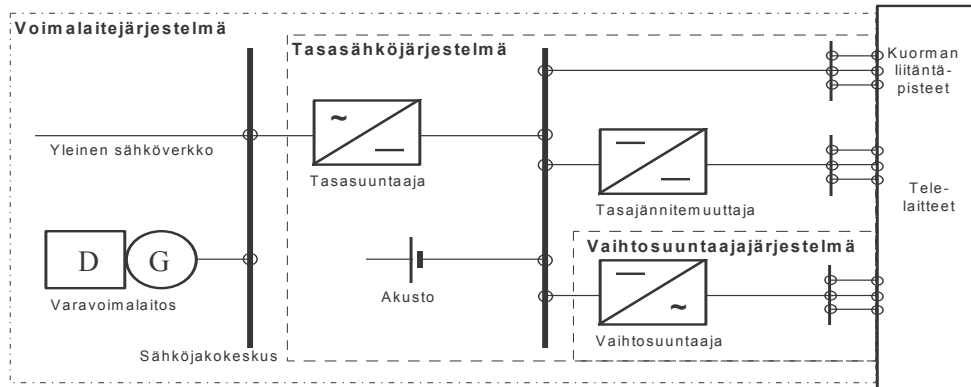 Voimalaitejärjestelmä
Tasasähköjärjestelmä
Kuorman
liitäntä-
pisteet
~
Yleinen sähköverkko
Tasasuuntaaja
Tasajännitemuuttaja
Tele-
laitteet
Vaihtosuuntaajajärjestelmä
D
G
Akusto
~
Varavoimalaitos
Vaihtosuuntaaja
Sähköjakokeskus